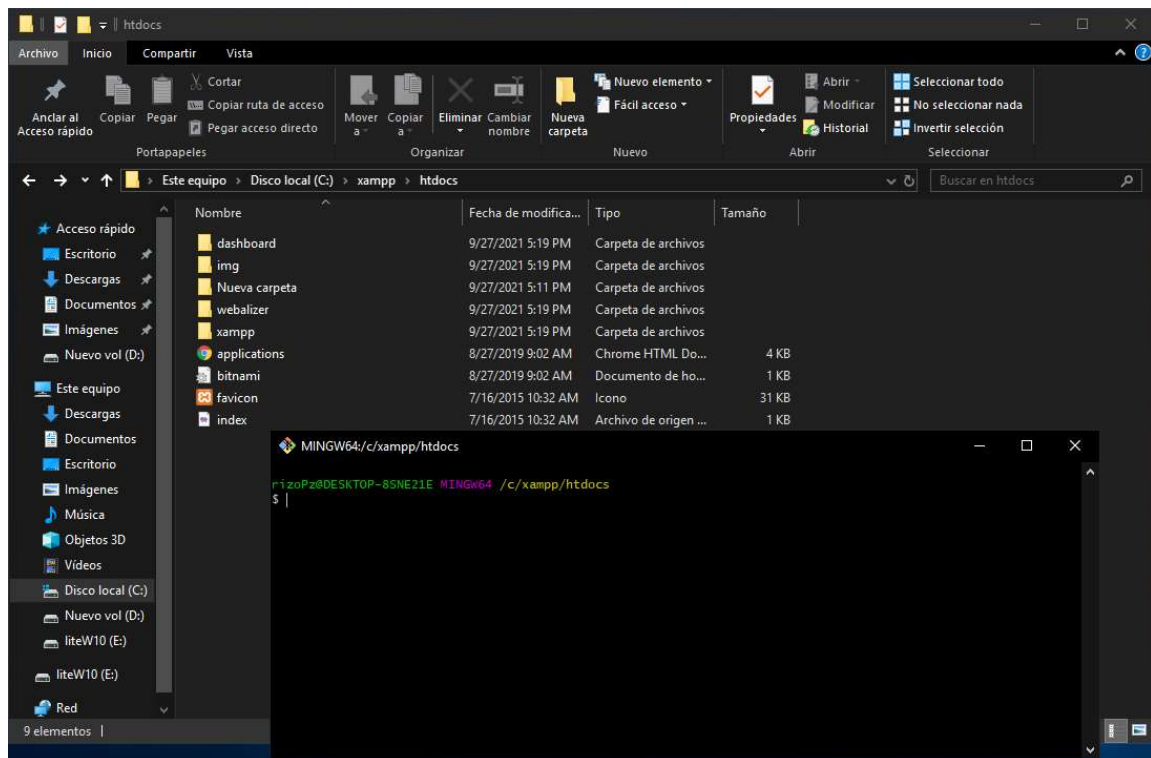 htdocs
Archivo Inicio Compartir Vista
Anclar al Acceso rápido
Copiar
Pegar
Cortar
Copiar ruta de acceso
Pegar acceso directo
Mover a
Copiar a
Eliminar
Cambiar nombre
Nueva carpeta
Nuevo elemento
Fácil acceso
Propiedades
Abrir
Modificar
Historial
Seleccionar todo
No seleccionar nada
Invertir selección
Portapapeles Organizar Nuevo Abrir Seleccionar
Este equipo > Disco local (C:) > xampp > htdocs
Buscar en htdocs
Acceso rápido
Escritorio
Descargas
Documentos
Imágenes
Nuevo vol (D:)
Este equipo
Descargas
Documentos
Escritorio
Imágenes
Música
Objetos 3D
Vídeos
Disco local (C:)
Nuevo vol (D:)
liteW10 (E:)
liteW10 (E:)
Red
Nombre Fecha de modifica... Tipo Tamaño
dashboard 9/27/2021 5:19 PM Carpeta de archivos
img 9/27/2021 5:19 PM Carpeta de archivos
Nueva carpeta 9/27/2021 5:11 PM Carpeta de archivos
webalizer 9/27/2021 5:19 PM Carpeta de archivos
xampp 9/27/2021 5:19 PM Carpeta de archivos
applications 8/27/2019 9:02 AM Chrome HTML Do... 4 KB
bitnami 8/27/2019 9:02 AM Documento de ho... 1 KB
favicon 7/16/2015 10:32 AM Icono 31 KB
index 7/16/2015 10:32 AM Archivo de origen ... 1 KB
MINGW64:/c/xampp/htdocs
rizoPz@DESKTOP-8SNE21E MINGW64 /c/xampp/htdocs
$
9 elementos